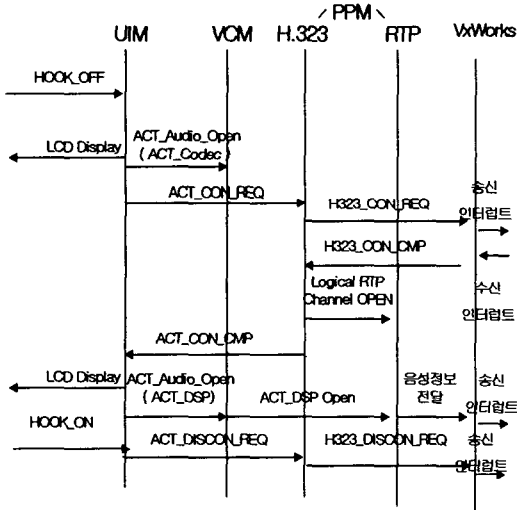 PPM
UIM VCM H.323 RTP VxWorks
HOOK_OFF
LCD Display
ACT_Audio_Open
( ACT_Codec )
ACT_CON_REQ
H323_CON_REQ
송신
인터럽트
H323_CON_CMP
Logical RTP
Channel OPEN
수신
인터럽트
ACT_CON_CMP
LCD Display
ACT_Audio_Open
( ACT_DSP)
ACT_DSP Open
음성정보
전달
송신
인터럽트
HOOK_ON
ACT_DISCON_REQ
H323_DISCON_REQ
송신
인터럽트